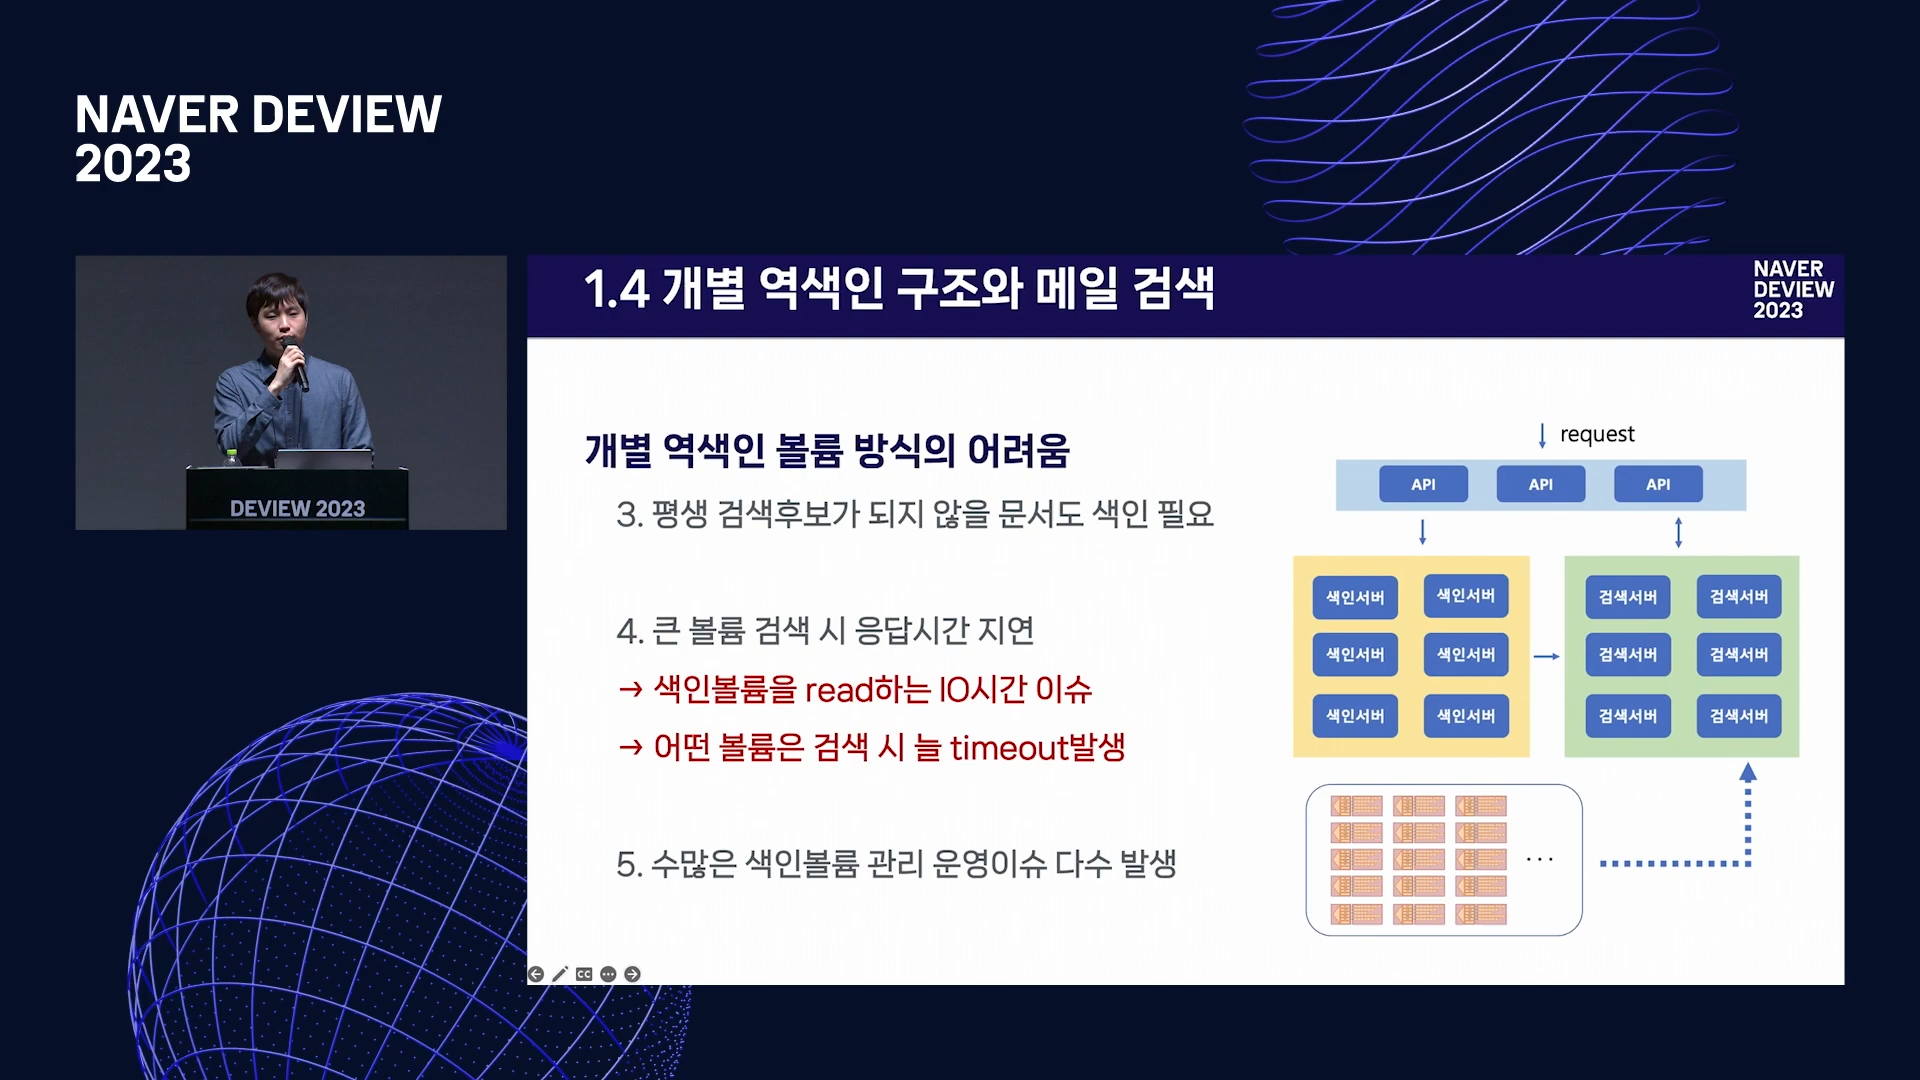 NAVER DEVIEW
2023
DEVIEW 2023
1.4 개별 역색인 구조와 메일 검색
NAVER
DEVIEW
2023
개별 역색인 볼륨 방식의 어려움
3. 평생 검색후보가 되지 않을 문서도 색인 필요
4. 큰 볼륨 검색 시 응답시간 지연
→ 색인볼륨을 read하는 IO시간 이슈
→ 어떤 볼륨은 검색 시 늘 timeout발생
5. 수많은 색인볼륨 관리 운영이슈 다수 발생
request
API API API
색인서버 색인서버 검색서버 검색서버
색인서버 색인서버 검색서버 검색서버
색인서버 색인서버 검색서버 검색서버
...
CC